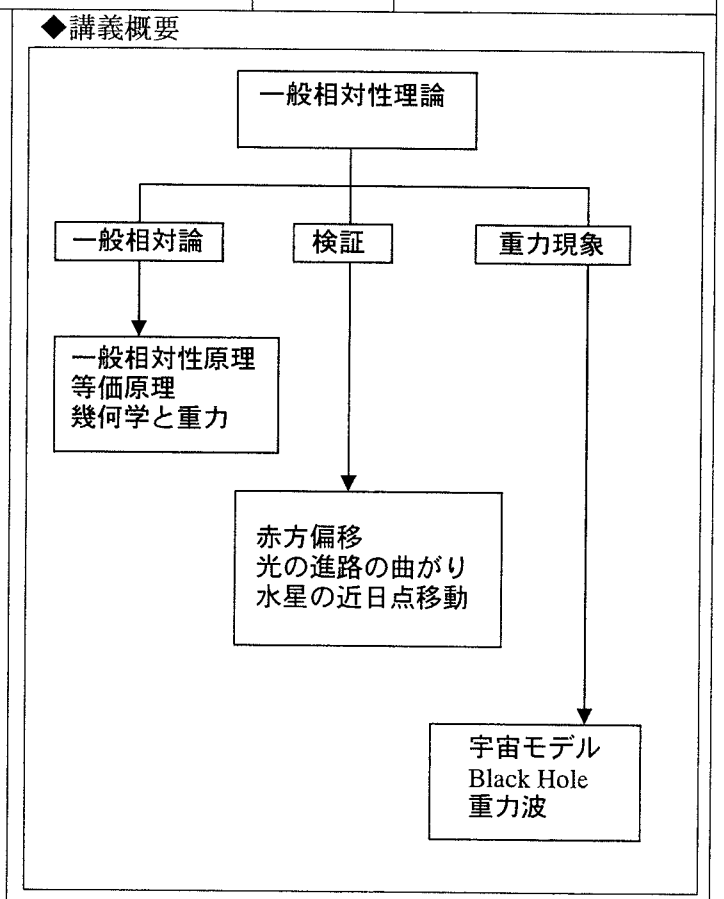 ◆講義概要
一般相対性理論
一般相対論
検証
重力現象
一般相対性原理
等価原理
幾何学と重力
赤方偏移
光の進路の曲がり
水星の近日点移動
宇宙モデル
Black Hole
重力波